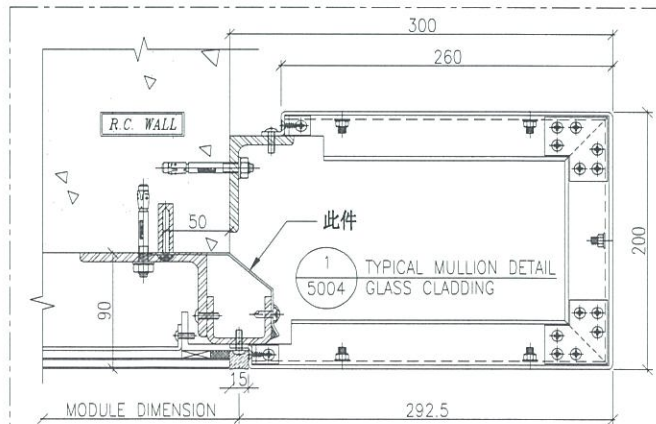 300
260
R.C. WALL
50
此件
1
5004
TYPICAL MULLION DETAIL
GLASS CLADDING
200
90
15
MODULE DIMENSION
292.5